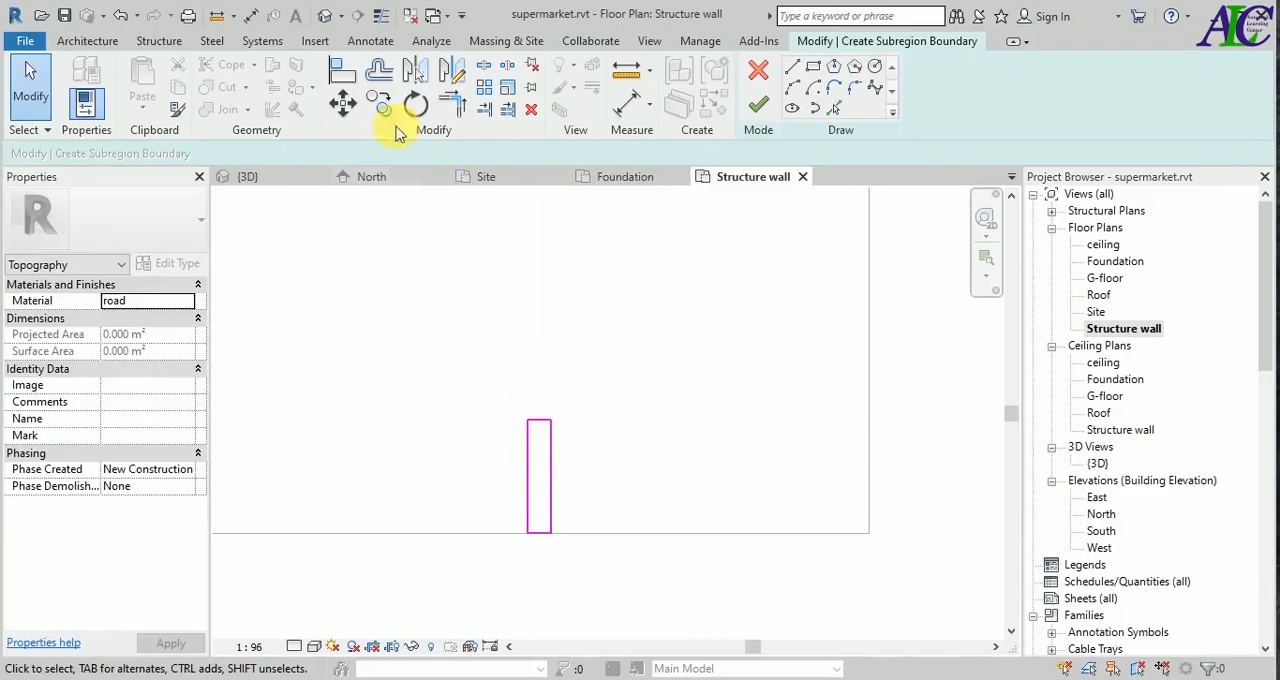 supermarket.rvt - Floor Plan: Structure wall
Type a keyword or phrase
Sign In
ALC
File
Architecture
Structure
Steel
Systems
Insert
Annotate
Analyze
Massing & Si
Collaborate
View
Manage
Add-Ins
Modify | Create Subregion Boundary
Modify
Paste
Cope
Cut
Join
Select
Properties
Clipboard
Geometry
Modify
View
Measure
Create
Mode
Draw
Modify | Create Subregion Boundary
Properties
{3D}
North
Site
Foundation
Structure wall
Project Browser - supermarket.rvt
Topography
Edit Type
Materials and Finishes
Material road
Dimensions
Projected Area 0.000 m²
Surface Area 0.000 m²
Identity Data
Image
Comments
Name
Mark
Phasing
Phase Created New Construction
Phase Demolish... None
Properties help
Apply
2D
Views (all)
Structural Plans
Floor Plans
ceiling
Foundation
G-floor
Roof
Site
Structure wall
Ceiling Plans
ceiling
Foundation
G-floor
Roof
Structure wall
3D Views
{3D}
Elevations (Building Elevation)
East
North
South
West
Legends
Schedules/Quantities (all)
Sheets (all)
Families
Annotation Symbols
Cable Trays
1 : 96
Click to select, TAB for alternates, CTRL adds, SHIFT unselects.
:0
Main Model
:0